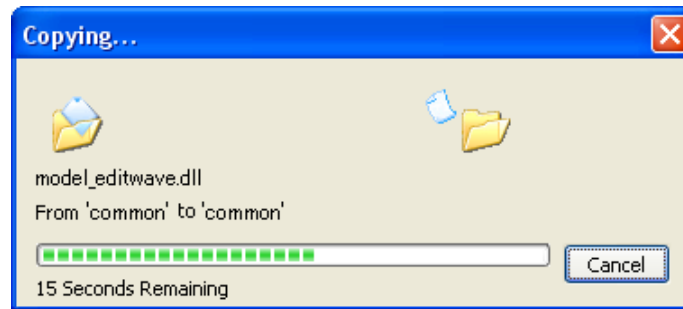 Copying...
model_editwave.dll
From 'common' to 'common'
Cancel
15 Seconds Remaining